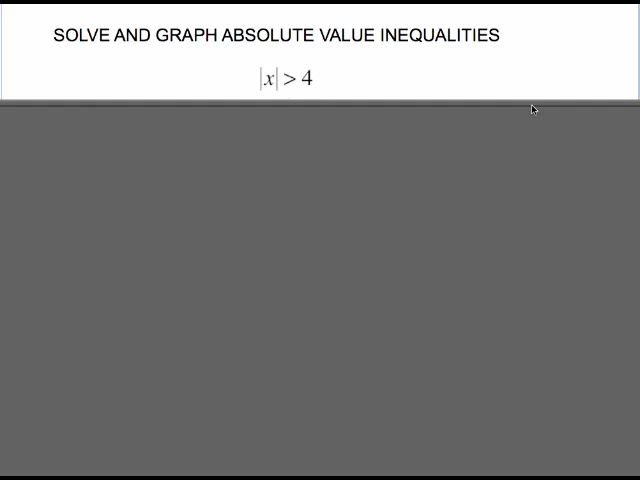 SOLVE AND GRAPH ABSOLUTE VALUE INEQUALITIES
|x| > 4